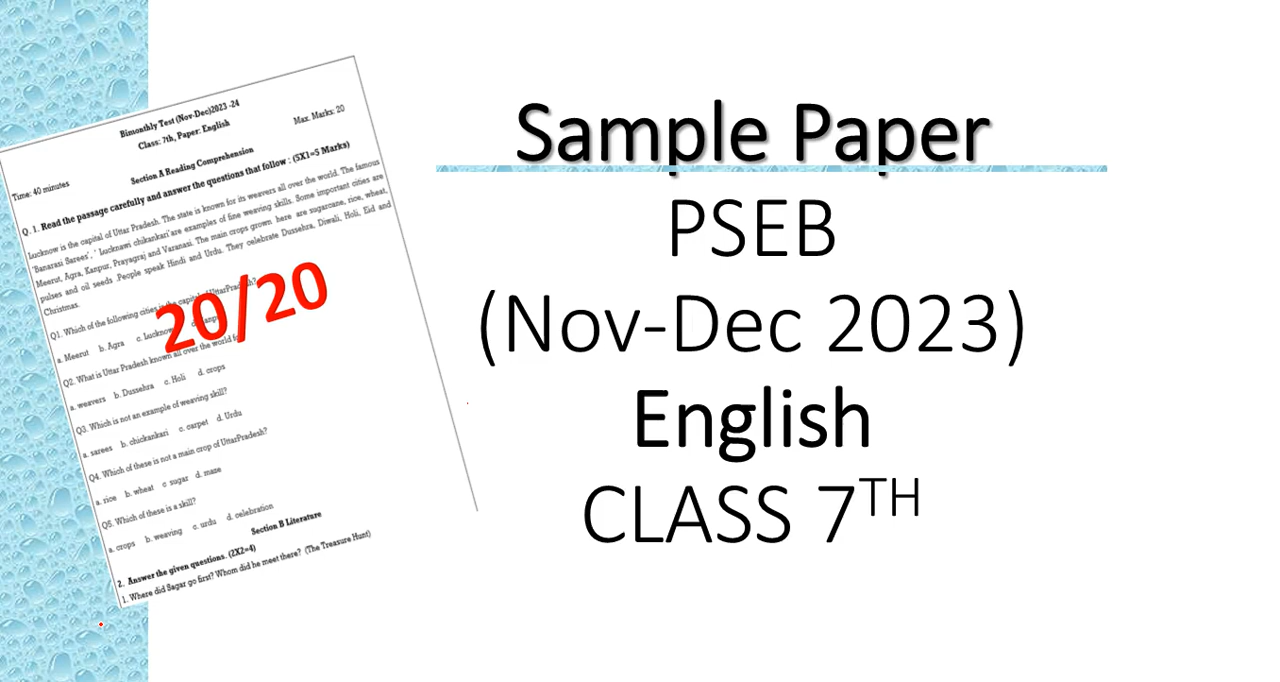 Bimonthly Test (Nov-Dec)2023 -24
Class: 7th, Paper: English
Time: 40 minutes Max. Marks: 20
Section A Reading Comprehension
Q. 1. Read the passage carefully and answer the questions that follow : (5X1=5 Marks)
Lucknow is the capital of Uttar Pradesh. The state is known for its weavers all over the world. The famous
'Banarasi Sarees', ' Lucknawi chikankari'are examples of fine weaving skills. Some important cities are
Meerut, Agra, Kanpur, Prayagraj and Varanasi. The main crops grown here are sugarcane, rice, wheat,
pulses and oil seeds .People speak Hindi and Urdu. They celebrate Dussehra, Diwali, Holi, Eid and
Christmas.
Q1. Which of the following cities is the capital of UttarPradesh?
a. Meerut b. Agra c. Lucknow
Q2. What is Uttar Pradesh known all over the world
a. weavers b. Dussehra c. Holi d. crops
Q3. Which is not an example of weaving skill?
a. sarees b. chickankari c. carpet d. Urdu
Q4. Which of these is not a main crop of UttarPradesh?
a. rice b. wheat c sugar d. maze
Q5. Which of these is a skill?
a. crops b. weaving c. urdu d. celebration
Section B Literature
2. Answer the given questions. (2X2=4)
1. Where did Sagar go first? Whom did he meet there? (The Treasure Hunt)
20/20
Sample Paper
PSEB
(Nov-Dec 2023)
English
CLASS 7TH